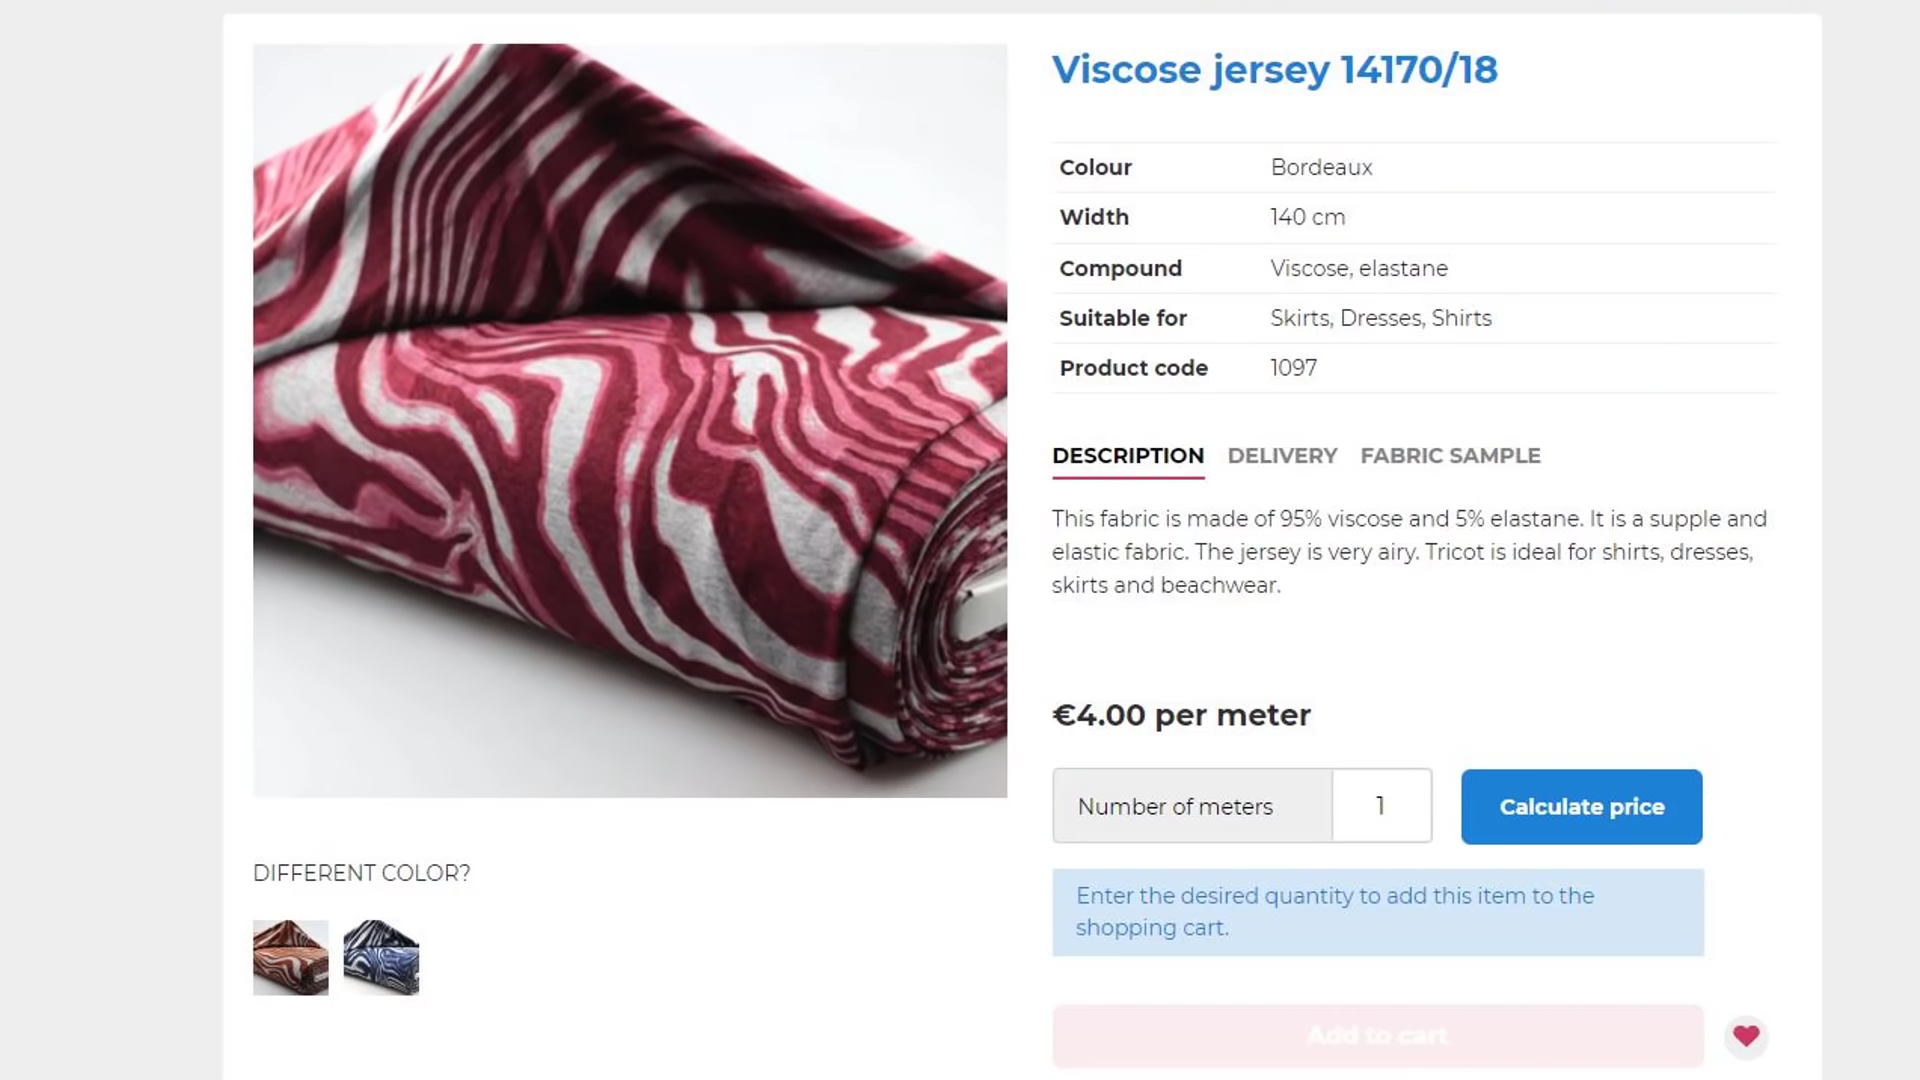 Viscose jersey 14170/18
Colour Bordeaux
Width 140 cm
Compound Viscose, elastane
Suitable for Skirts, Dresses, Shirts
Product code 1097
DESCRIPTION DELIVERY FABRIC SAMPLE
This fabric is made of 95% viscose and 5% elastane. It is a supple and
elastic fabric. The jersey is very airy. Tricot is ideal for shirts, dresses,
skirts and beachwear.
€4.00 per meter
Number of meters 1 Calculate price
Enter the desired quantity to add this item to the
shopping cart.
Add to cart
DIFFERENT COLOR?